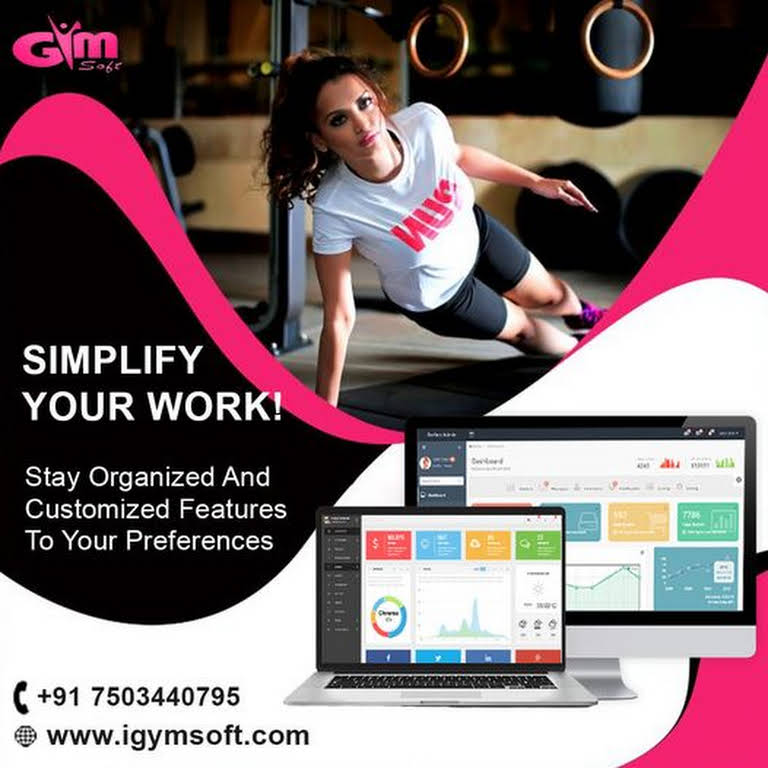 GYm
Soft
SIMPLIFY
YOUR WORK!
Stay Organized And
Customized Features
To Your Preferences
Dashboard
7786
+91 7503440795
www.igymsoft.com